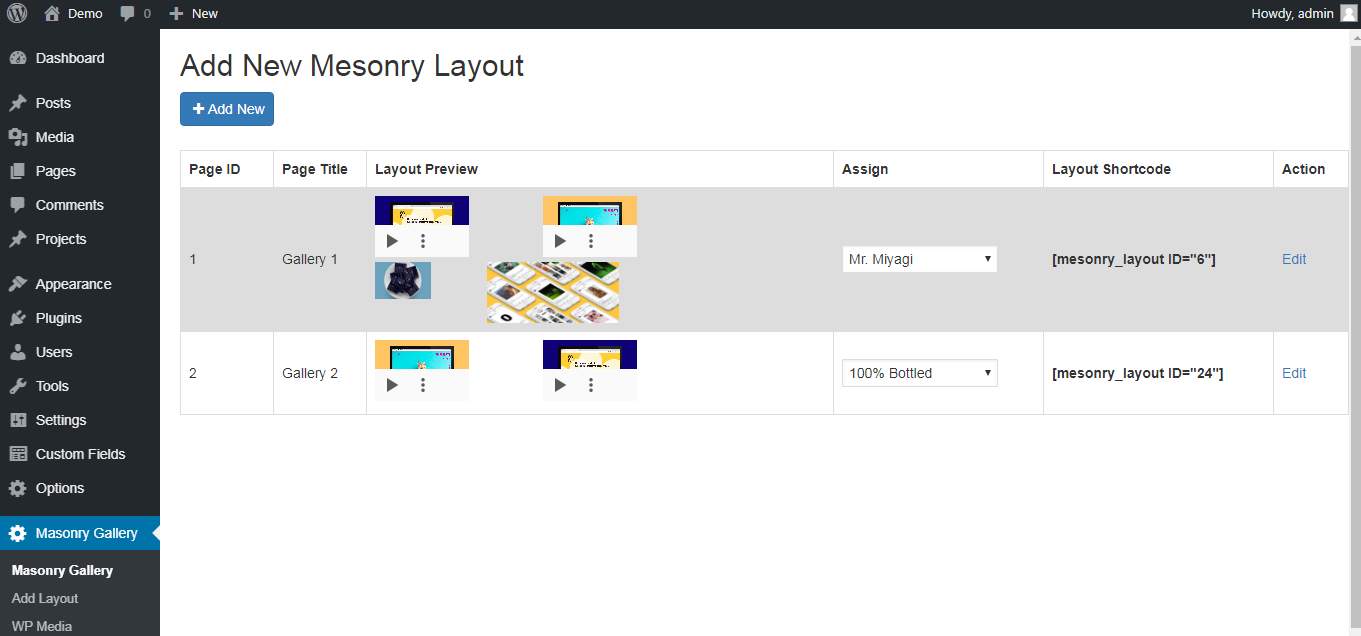 Demo 0 New Howdy, admin
Dashboard
Posts
Media
Pages
Comments
Projects
Appearance
Plugins
Users
Tools
Settings
Custom Fields
Options
Masonry Gallery
Masonry Gallery
Add Layout
WP Media
Add New Mesonry Layout
Add New
Page ID Page Title Layout Preview Assign Layout Shortcode Action
1 Gallery 1 Mr. Miyagi [mesonry_layout ID="6"] Edit
2 Gallery 2 100% Bottled [mesonry_layout ID="24"] Edit